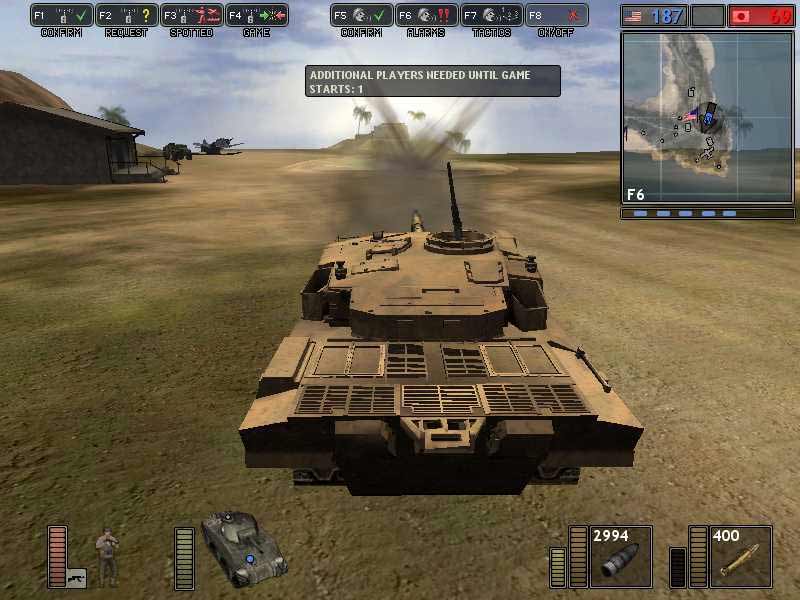 F1 F2 ? F3 F4 F5 F6 !! F7 F8 187 69
CONFIRM REQUEST SPOTTED GAME CONFIRM ALARMS TACTICS ON/OFF
ADDITIONAL PLAYERS NEEDED UNTIL GAME
STARTS: 1
F6
2994 400